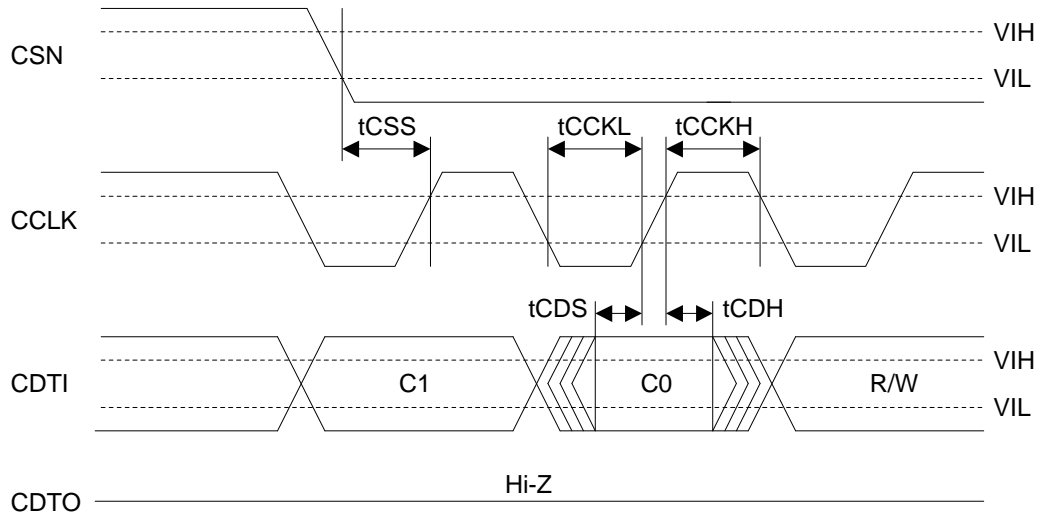 CSN
VIH
VIL
tCSS
tCCKL
tCCKH
CCLK
VIH
VIL
tCDS
tCDH
CDTI
C1
C0
R/W
VIH
VIL
CDTO
Hi-Z